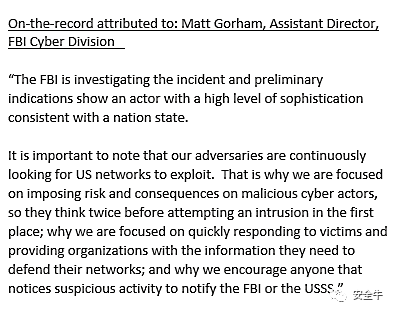 On-the-record attributed to: Matt Gorham, Assistant Director,
FBI Cyber Division
“The FBI is investigating the incident and preliminary
indications show an actor with a high level of sophistication
consistent with a nation state.
It is important to note that our adversaries are continuously
looking for US networks to exploit.  That is why we are focused
on imposing risk and consequences on malicious cyber actors,
so they think twice before attempting an intrusion in the first
place; why we are focused on quickly responding to victims and
providing organizations with the information they need to
defend their networks; and why we encourage anyone that
notices suspicious activity to notify the FBI or the USSS.”
安全牛